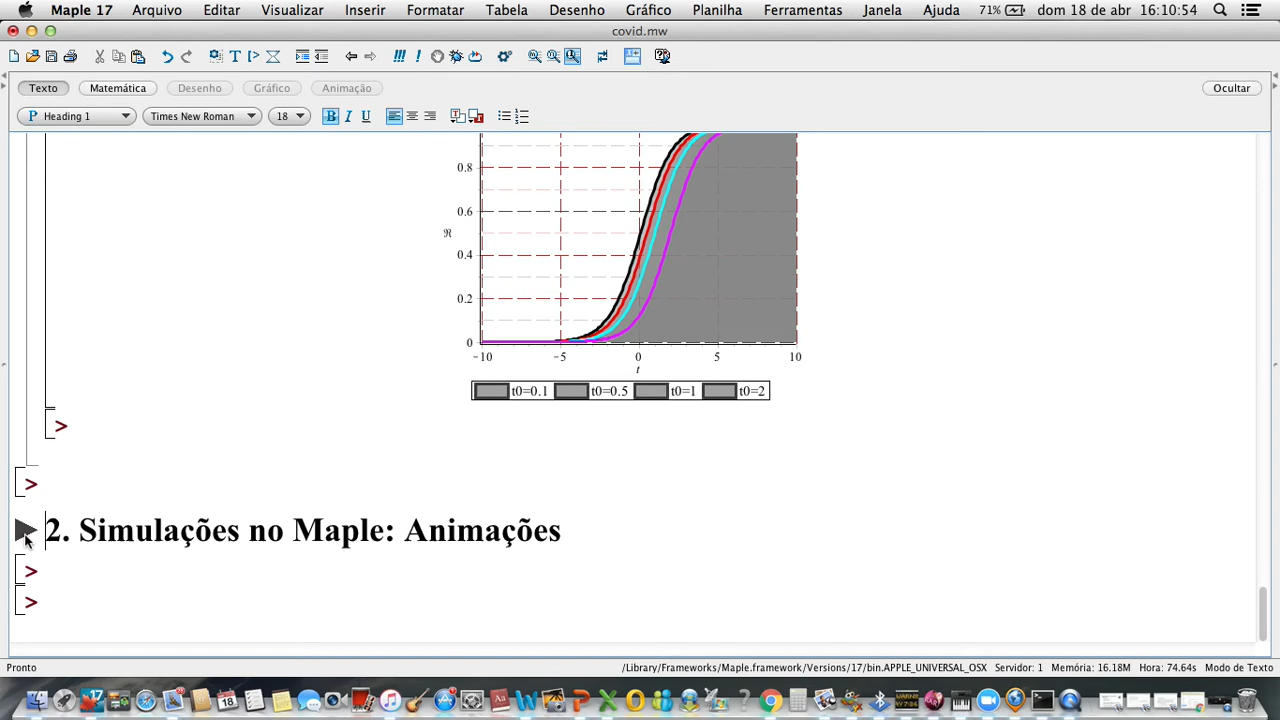 Maple 17 Arquivo Editar Visualizar Inserir Formatar Tabela Desenho Gráfico Planilha Ferramentas Janela Ajuda 71% dom 18 de abr 16:10:54
covid.mw
Texto Matemática Desenho Gráfico Animação Ocultar
P Heading 1 Times New Roman 18 B I U
0.8
ℜ
0.6
0.4
0.2
0
-10 -5 0 5 10
t
t0=0.1 t0=0.5 t0=1 t0=2
>
>
2. Simulações no Maple: Animações
>
>
Pronto /Library/Frameworks/Maple.framework/Versions/17/bin.APPLE_UNIVERSAL_OSX Servidor: 1 Memória: 16.18M Hora: 74.64s Modo de Texto